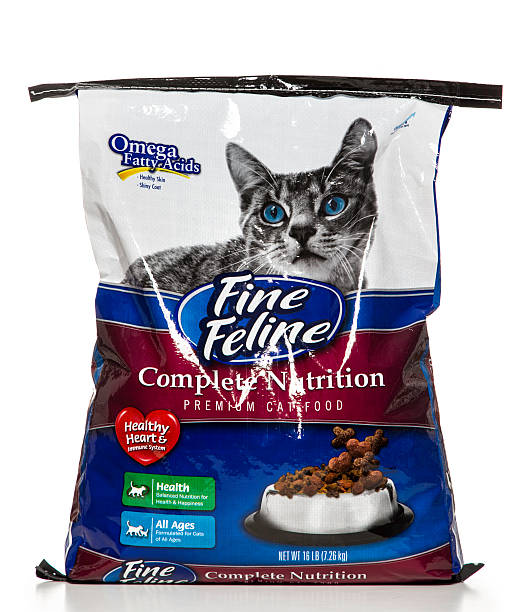 Omega
Fatty Acids
- Healthy Skin
- Shiny Coat
Fine
Feline
Complete Nutrition
PREMIUM CAT FOOD
Healthy
Heart &
Immune System
Health
Balanced Nutrition for
Health & Happiness
All Ages
Formulated for Cats
of All Ages
NET WT 16 LB (7.26 kg)
Fine Feline Complete Nutrition